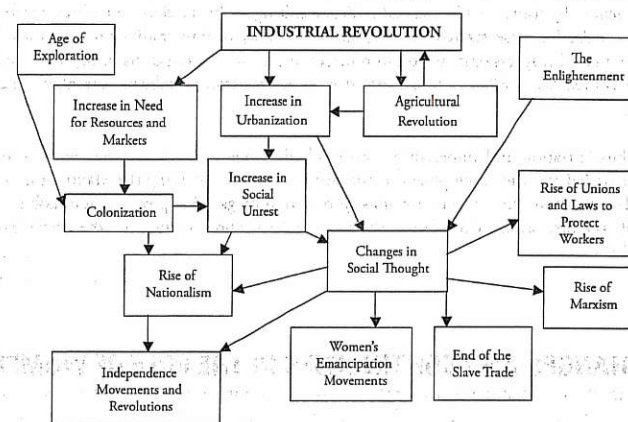 INDUSTRIAL REVOLUTION
Age of
Exploration
The
Enlightenment
Increase in Need
for Resources and
Markets
Increase in
Urbanization
Agricultural
Revolution
Increase in
Social
Unrest
Colonization
Rise of Unions
and Laws to
Protect
Workers
Changes in
Social Thought
Rise of
Nationalism
Rise of
Marxism
Women's
Emancipation
Movements
End of the
Slave Trade
Independence
Movements and
Revolutions